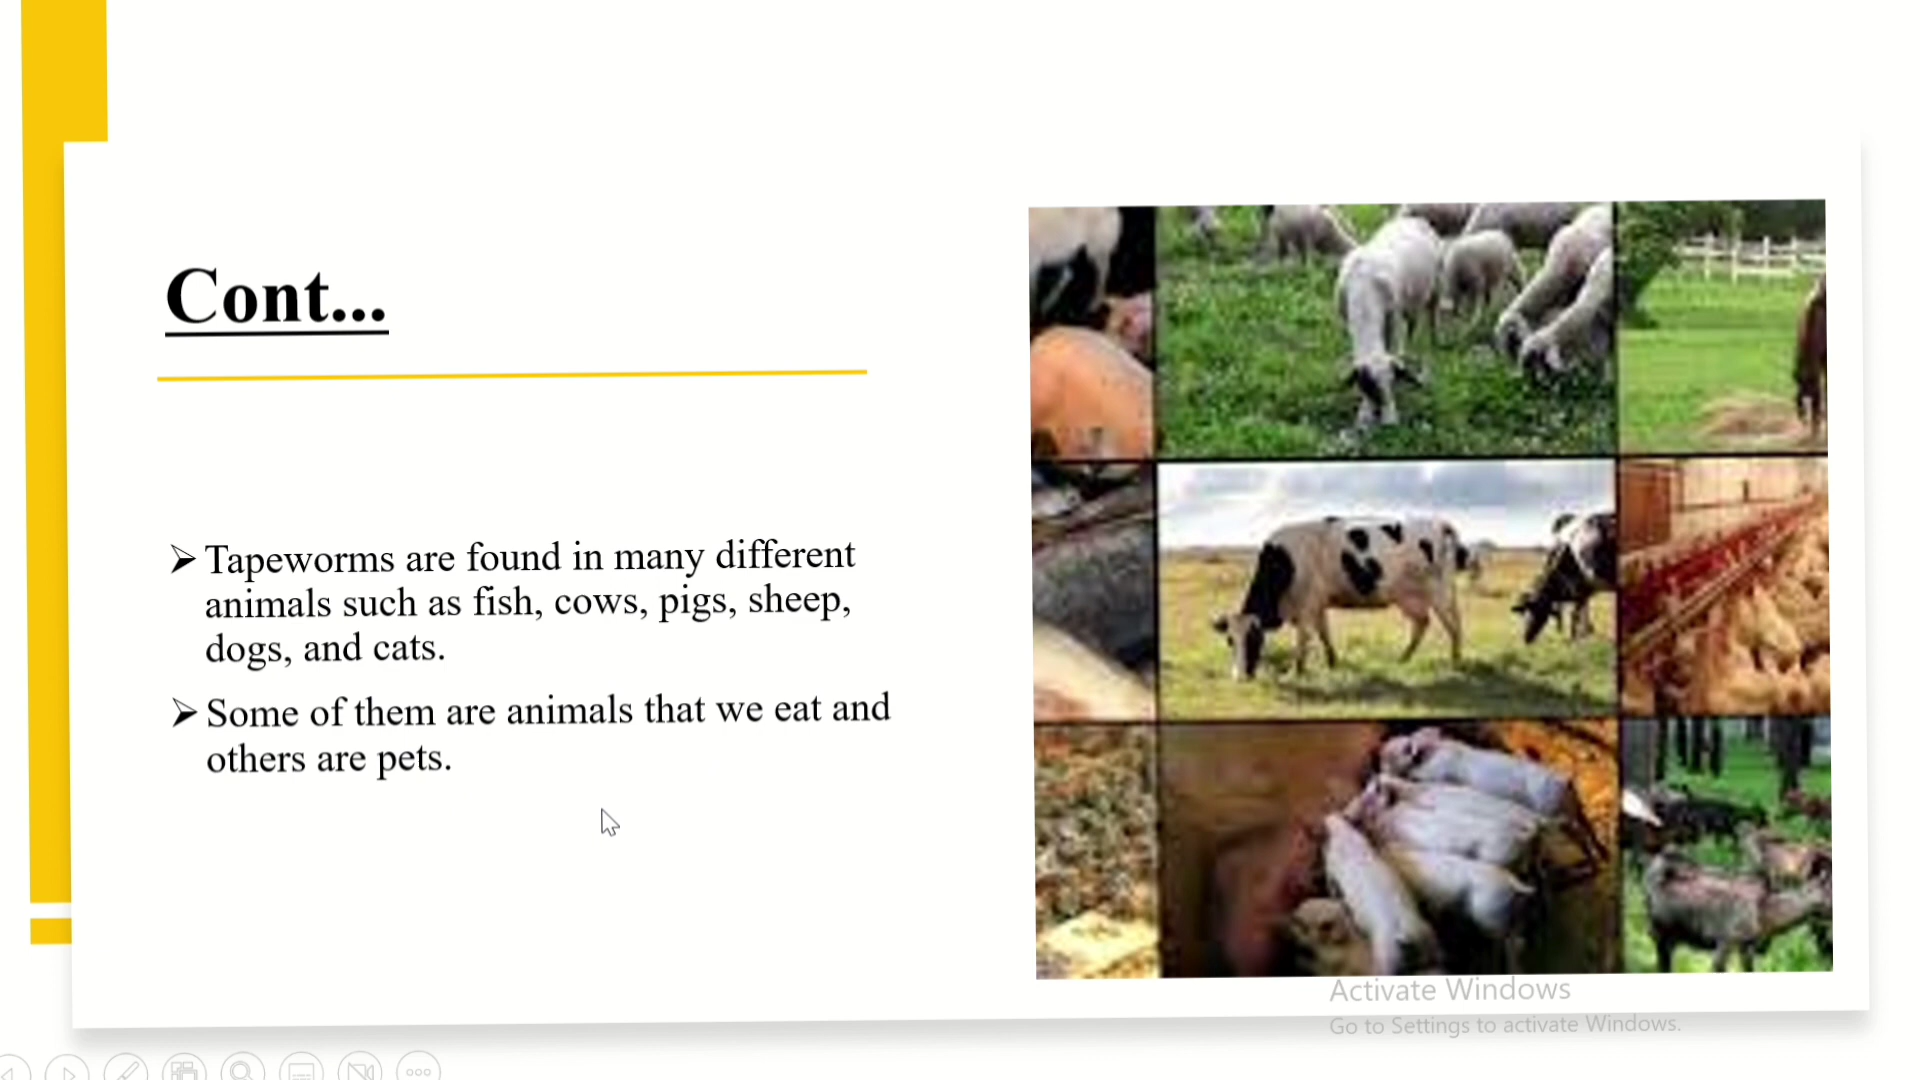 Cont...
➢ Tapeworms are found in many different
animals such as fish, cows, pigs, sheep,
dogs, and cats.
➢ Some of them are animals that we eat and
others are pets.
Activate Windows
Go to Settings to activate Windows.